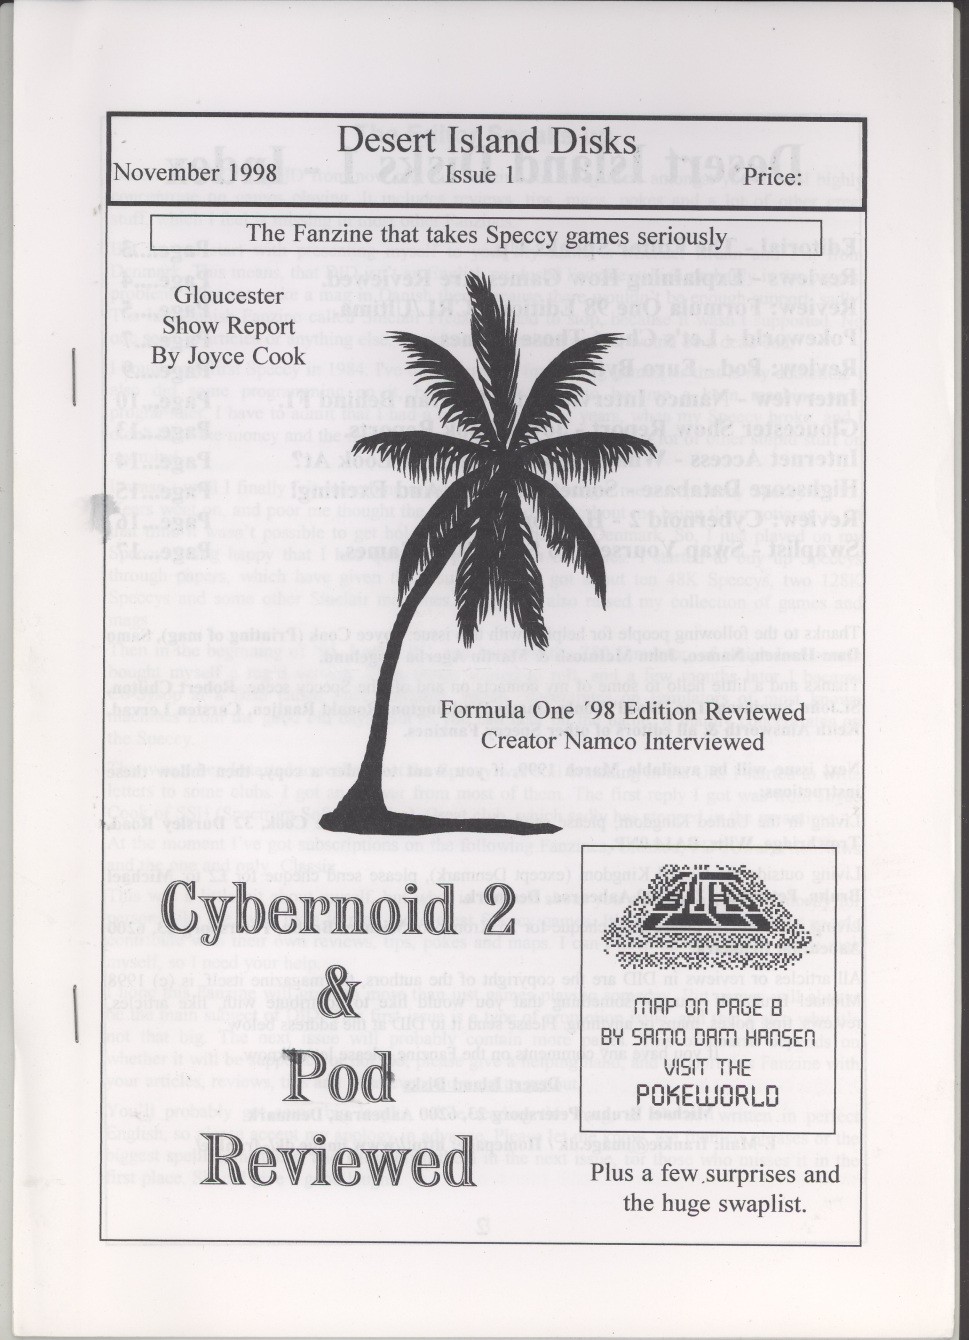 Desert Island Disks
November 1998 Issue 1 Price:
The Fanzine that takes Speccy games seriously
Gloucester
Show Report
By Joyce Cook
Formula One '98 Edition Reviewed
Creator Namco Interviewed
Cybernoid 2
&
Pod
Reviewed
MAP ON PAGE 8
BY SAMO DAMI HANSEN
VISIT THE
POKEWORLD
Plus a few surprises and
the huge swaplist.